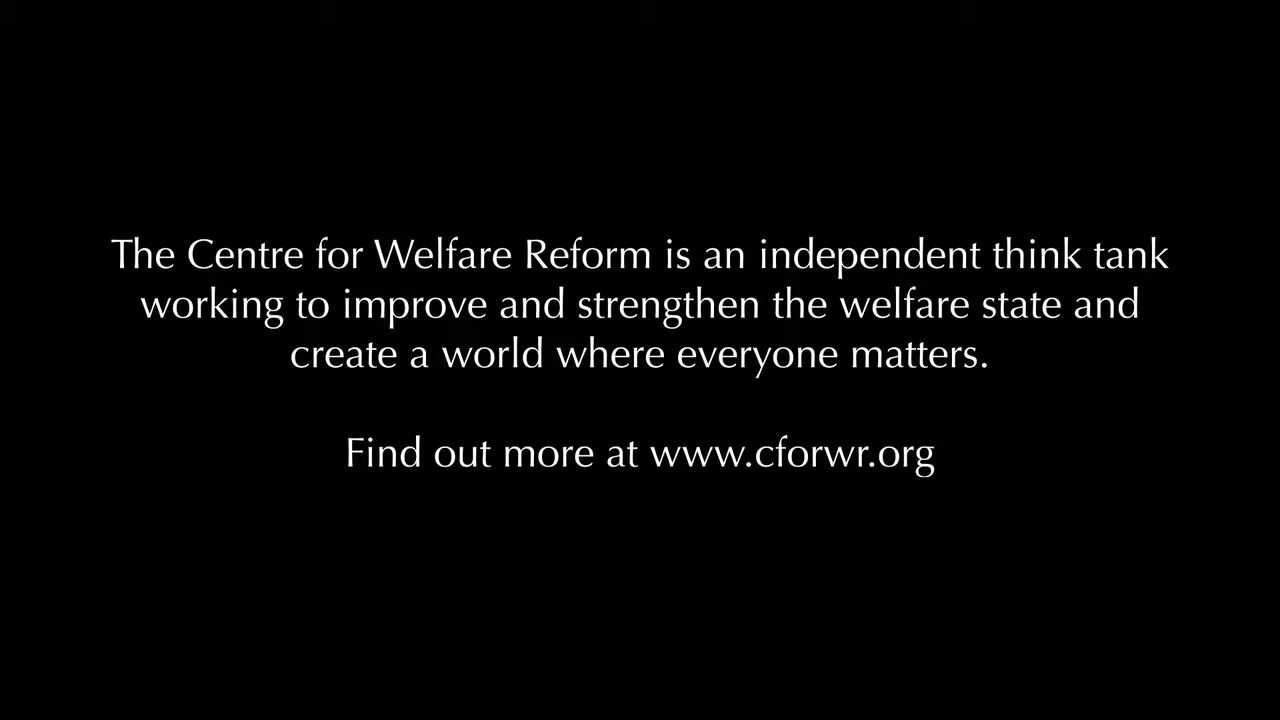 The Centre for Welfare Reform is an independent think tank
working to improve and strengthen the welfare state and
create a world where everyone matters.
Find out more at www.cforwr.org